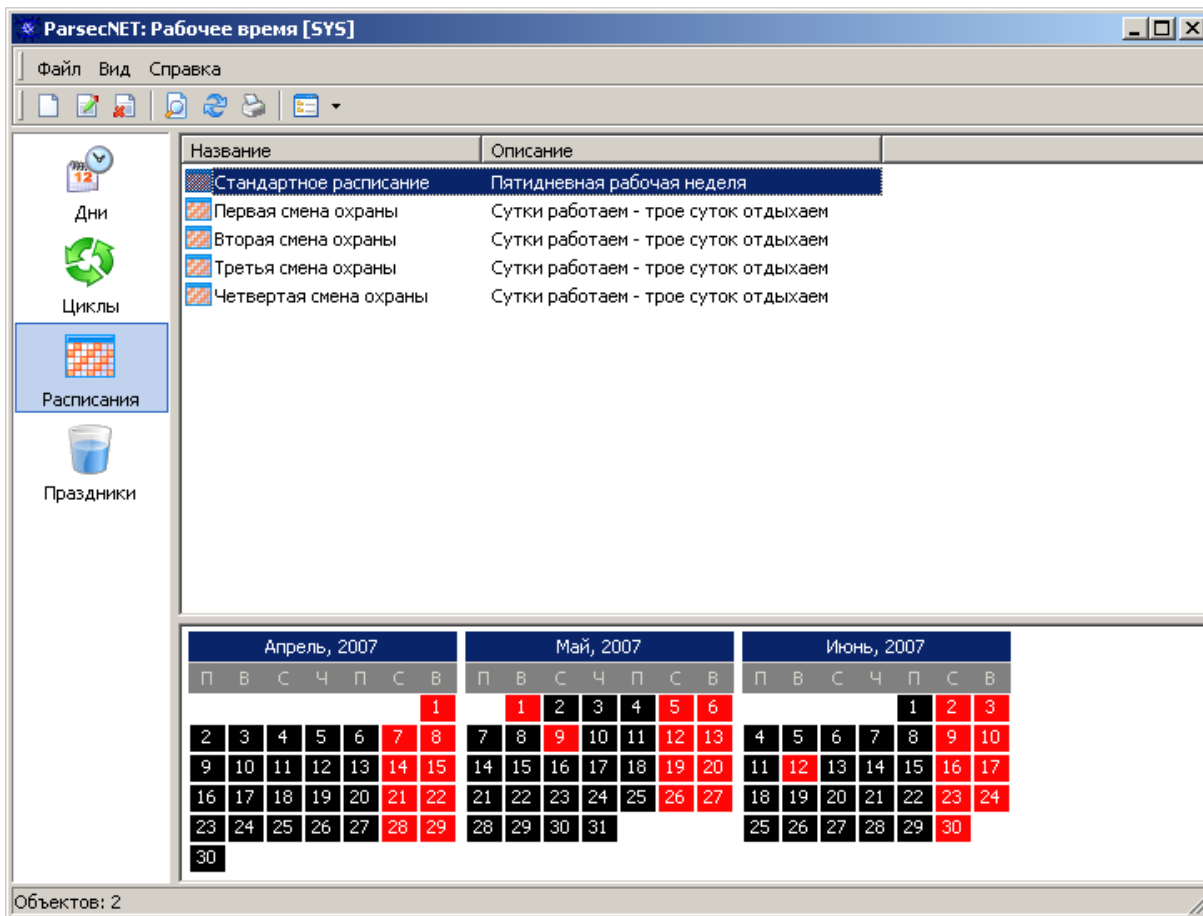 ParsecNET: Рабочее время [SYS]
Файл Вид Справка
Название Описание
12
Дни
Циклы
Расписания
Праздники
Стандартное расписание Пятидневная рабочая неделя
Первая смена охраны Сутки работаем - трое суток отдыхаем
Вторая смена охраны Сутки работаем - трое суток отдыхаем
Третья смена охраны Сутки работаем - трое суток отдыхаем
Четвертая смена охраны Сутки работаем - трое суток отдыхаем
Апрель, 2007
П В С Ч П С В
1
2 3 4 5 6 7 8
9 10 11 12 13 14 15
16 17 18 19 20 21 22
23 24 25 26 27 28 29
30
Май, 2007
П В С Ч П С В
1 2 3 4 5 6
7 8 9 10 11 12 13
14 15 16 17 18 19 20
21 22 23 24 25 26 27
28 29 30 31
Июнь, 2007
П В С Ч П С В
1 2 3
4 5 6 7 8 9 10
11 12 13 14 15 16 17
18 19 20 21 22 23 24
25 26 27 28 29 30
Объектов: 2